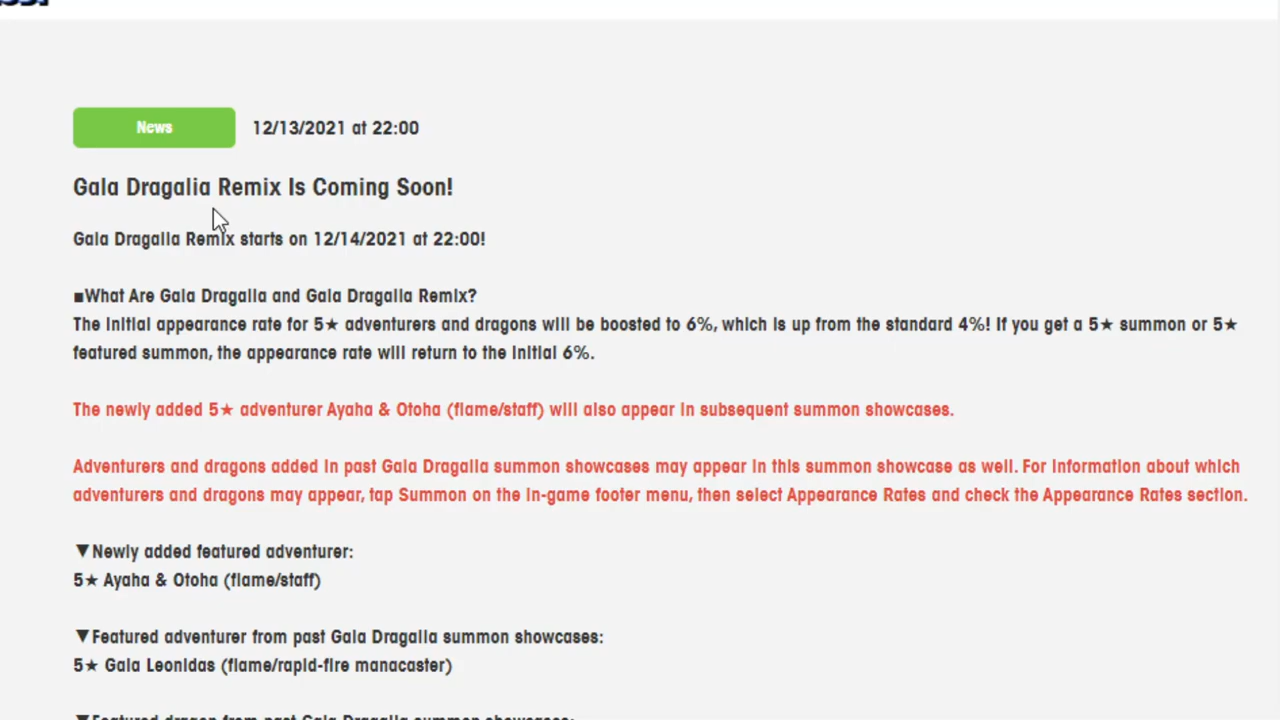 News 12/13/2021 at 22:00
Gala Dragalia Remix Is Coming Soon!
Gala Dragalia Remix starts on 12/14/2021 at 22:00!
■What Are Gala Dragalia and Gala Dragalia Remix?
The initial appearance rate for 5★ adventurers and dragons will be boosted to 6%, which is up from the standard 4%! If you get a 5★ summon or 5★
featured summon, the appearance rate will return to the initial 6%.
The newly added 5★ adventurer Ayaha & Otoha (flame/staff) will also appear in subsequent summon showcases.
Adventurers and dragons added in past Gala Dragalia summon showcases may appear in this summon showcase as well. For information about which
adventurers and dragons may appear, tap Summon on the in-game footer menu, then select Appearance Rates and check the Appearance Rates section.
▼Newly added featured adventurer:
5★ Ayaha & Otoha (flame/staff)
▼Featured adventurer from past Gala Dragalia summon showcases:
5★ Gala Leonidas (flame/rapid-fire manacaster)
▼Featured dragon from past Gala Dragalia summon showcases: